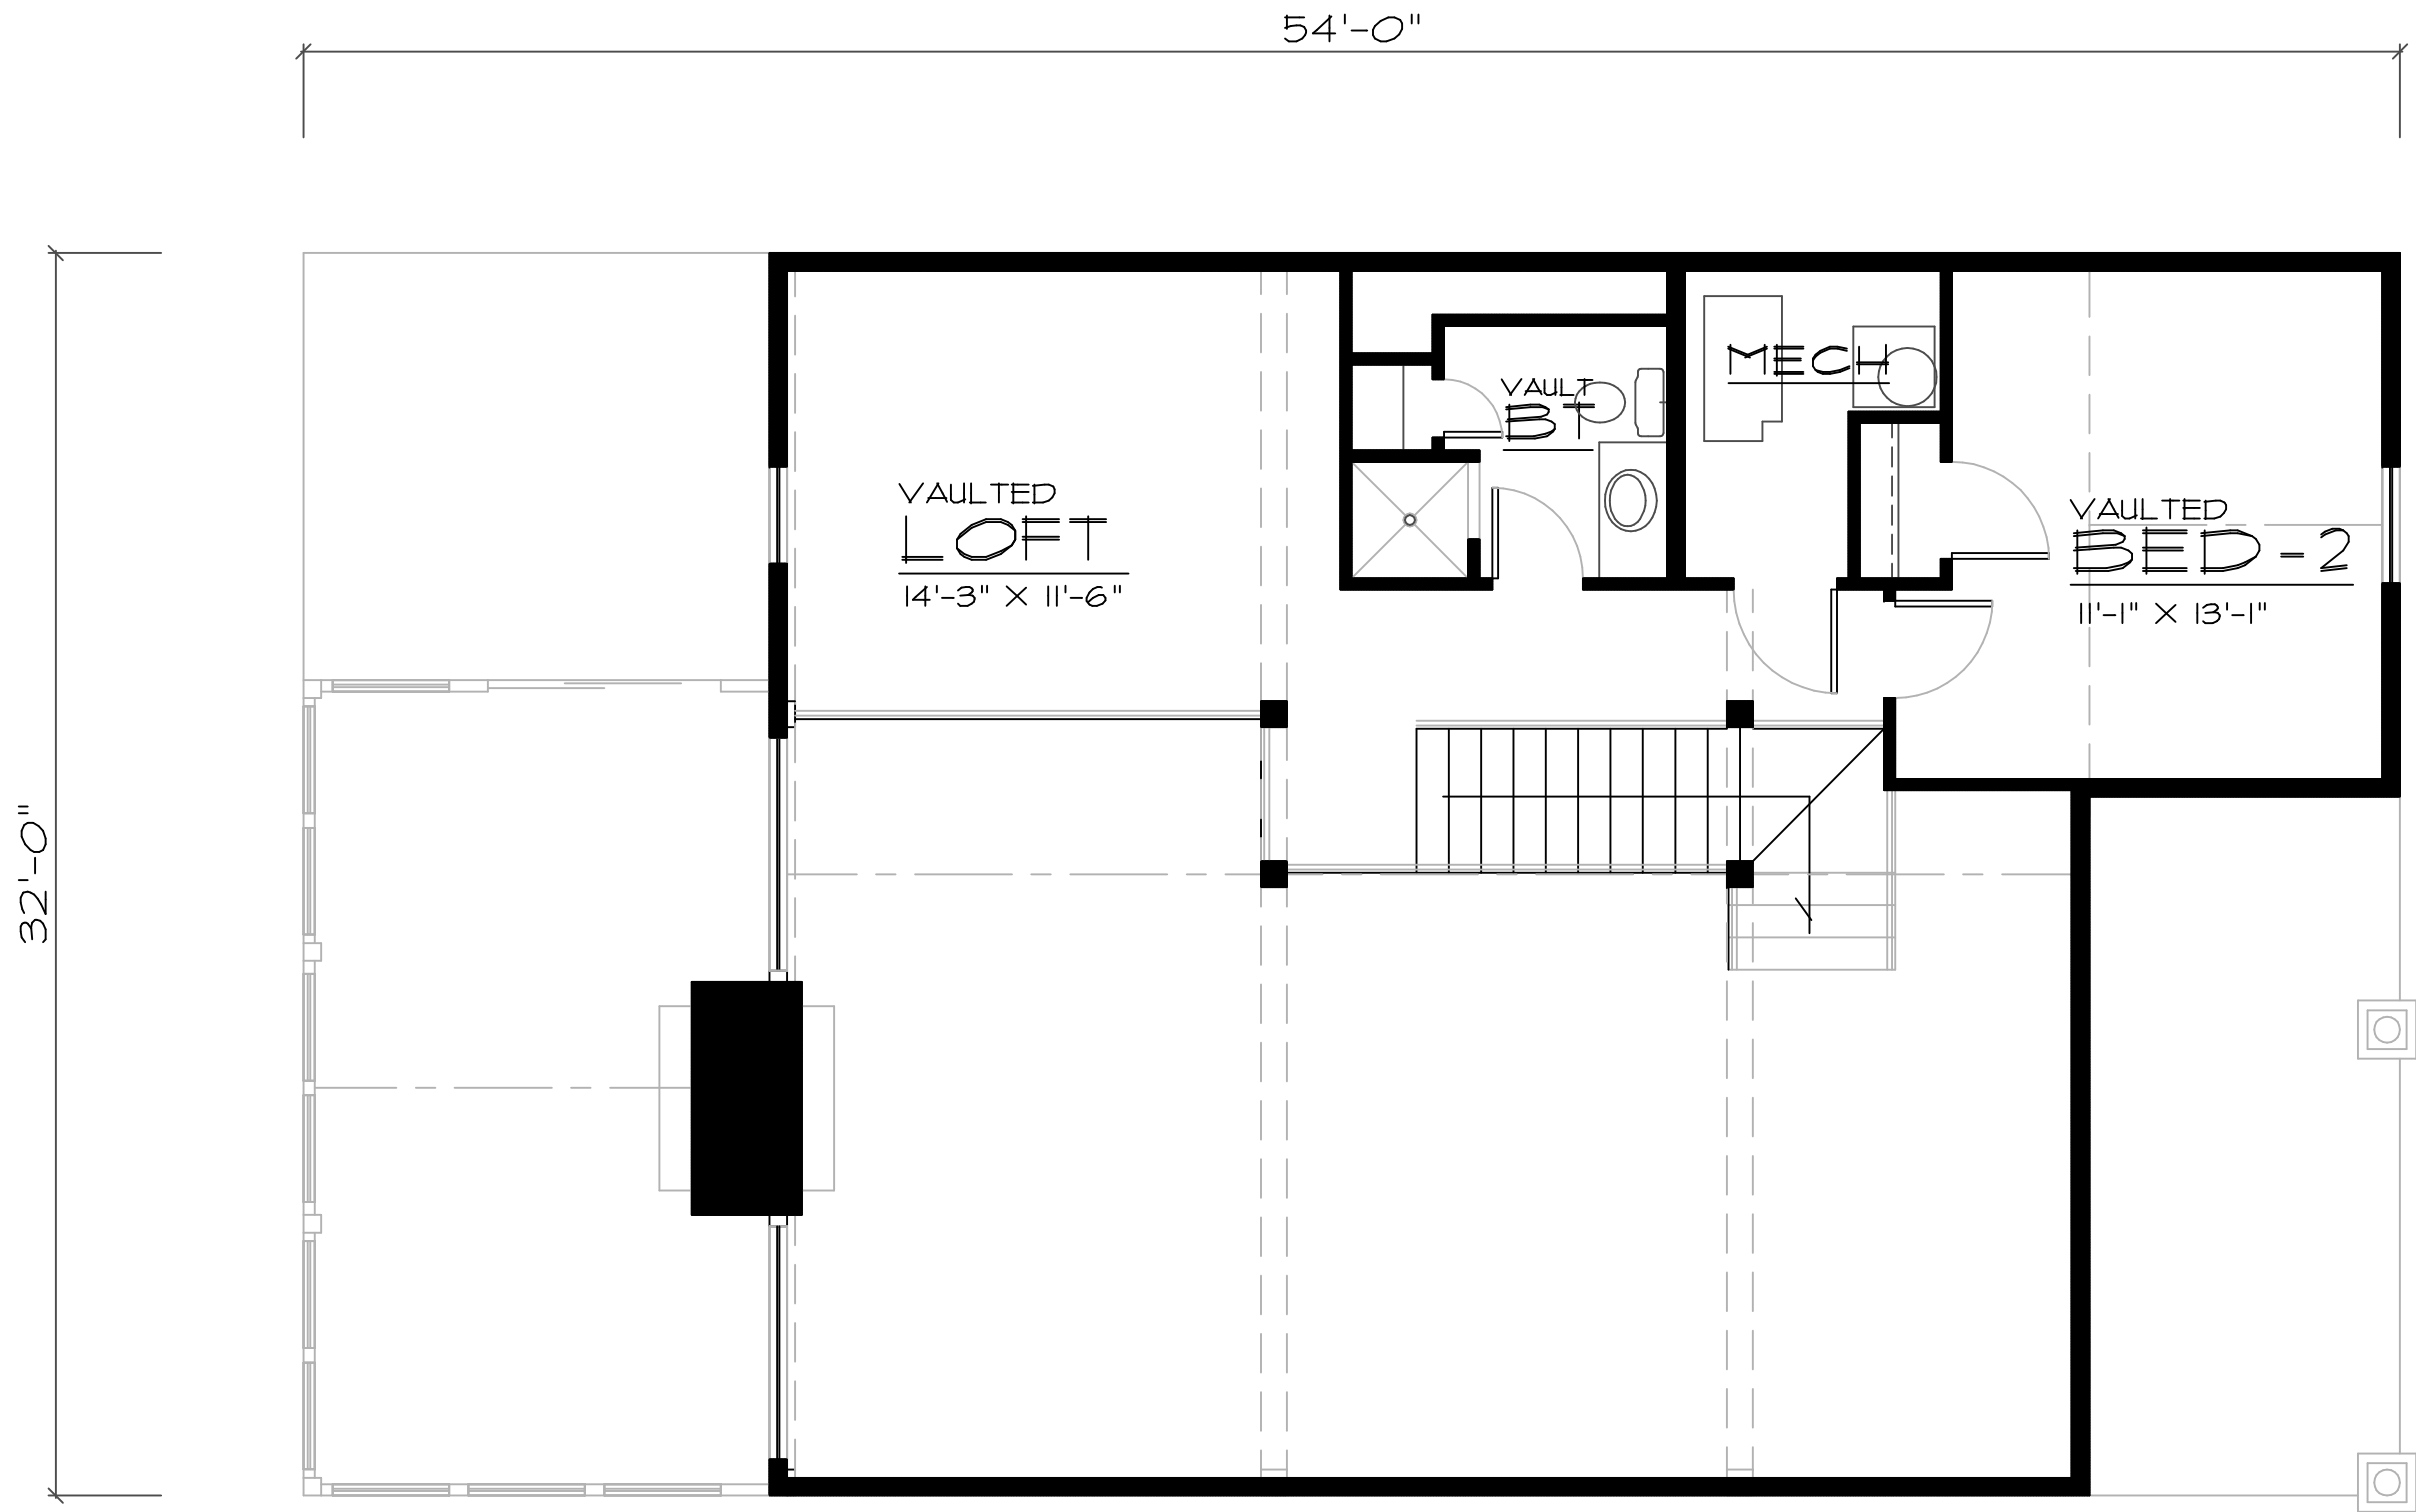 54'-0"
VAULT
BT
MECH
VAULTED
LOFT
14'-3" X 11'-6"
VAULTED
BED-2
11'-1" X 13'-1"
32'-0"